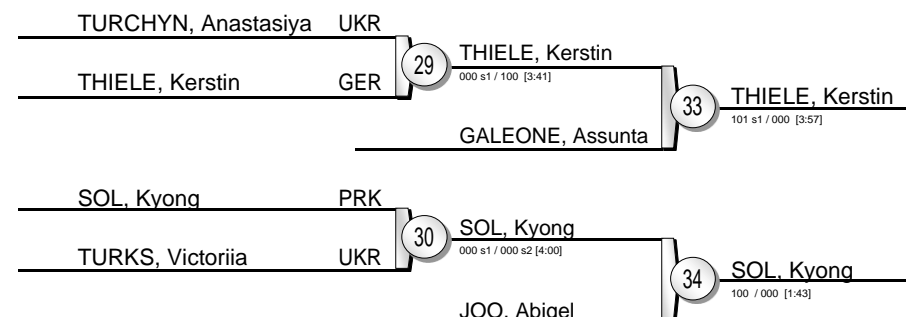 TURCHYN, Anastasiya UKR
THIELE, Kerstin GER
29
THIELE, Kerstin
000 s1 / 100 [3:41]
GALEONE, Assunta
33
THIELE, Kerstin
101 s1 / 000 [3:57]
SOL, Kyong PRK
TURKS, Victoriia UKR
30
SOL, Kyong
000 s1 / 000 s2 [4:00]
JOO, Abigel
34
SOL, Kyong
100 / 000 [1:43]